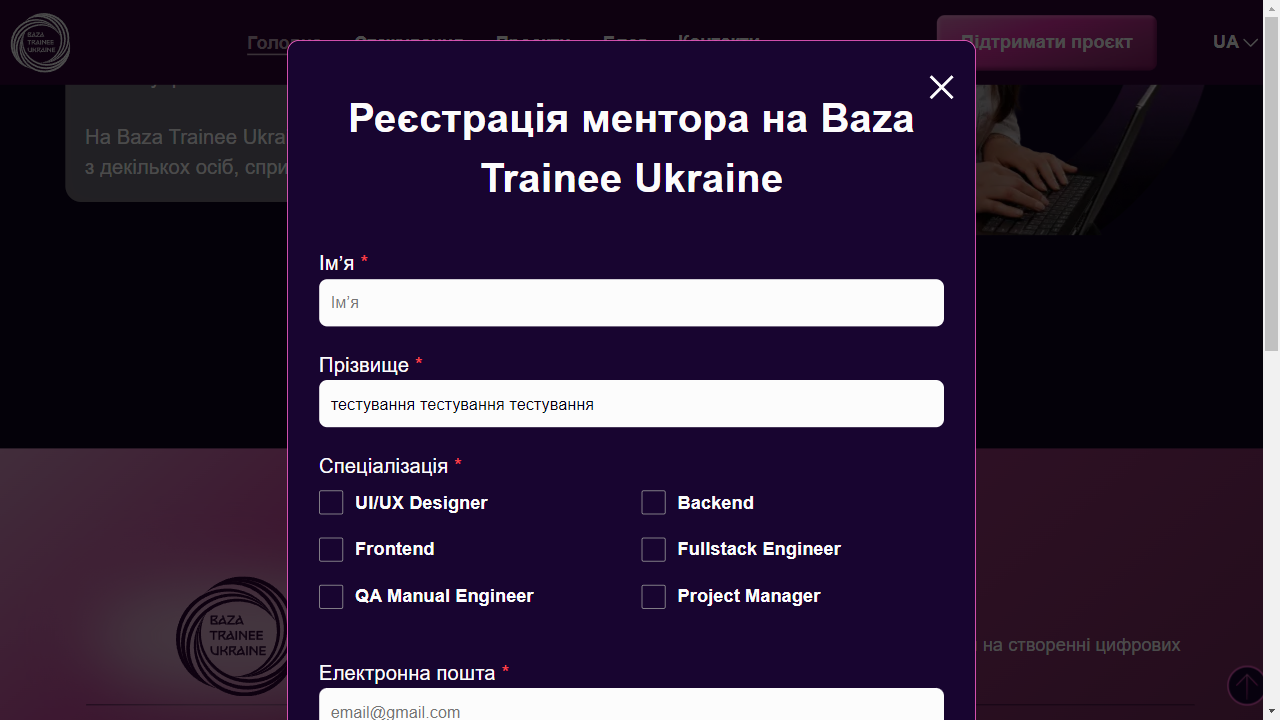 BAZA
TRAINEE
UKRAINE
Головна Стажування Проєкти Блог Контакти
Підтримати проєкт
UA
На Baza Trainee Ukra
з декількох осіб, спри
Реєстрація ментора на Baza
Trainee Ukraine
Ім’я *
Ім’я
Прізвище *
тестування тестування тестування
Спеціалізація *
UI/UX Designer
Backend
Frontend
Fullstack Engineer
QA Manual Engineer
Project Manager
Електронна пошта *
email@gmail.com
BAZA
TRAINEE
UKRAINE
на створенні цифрових